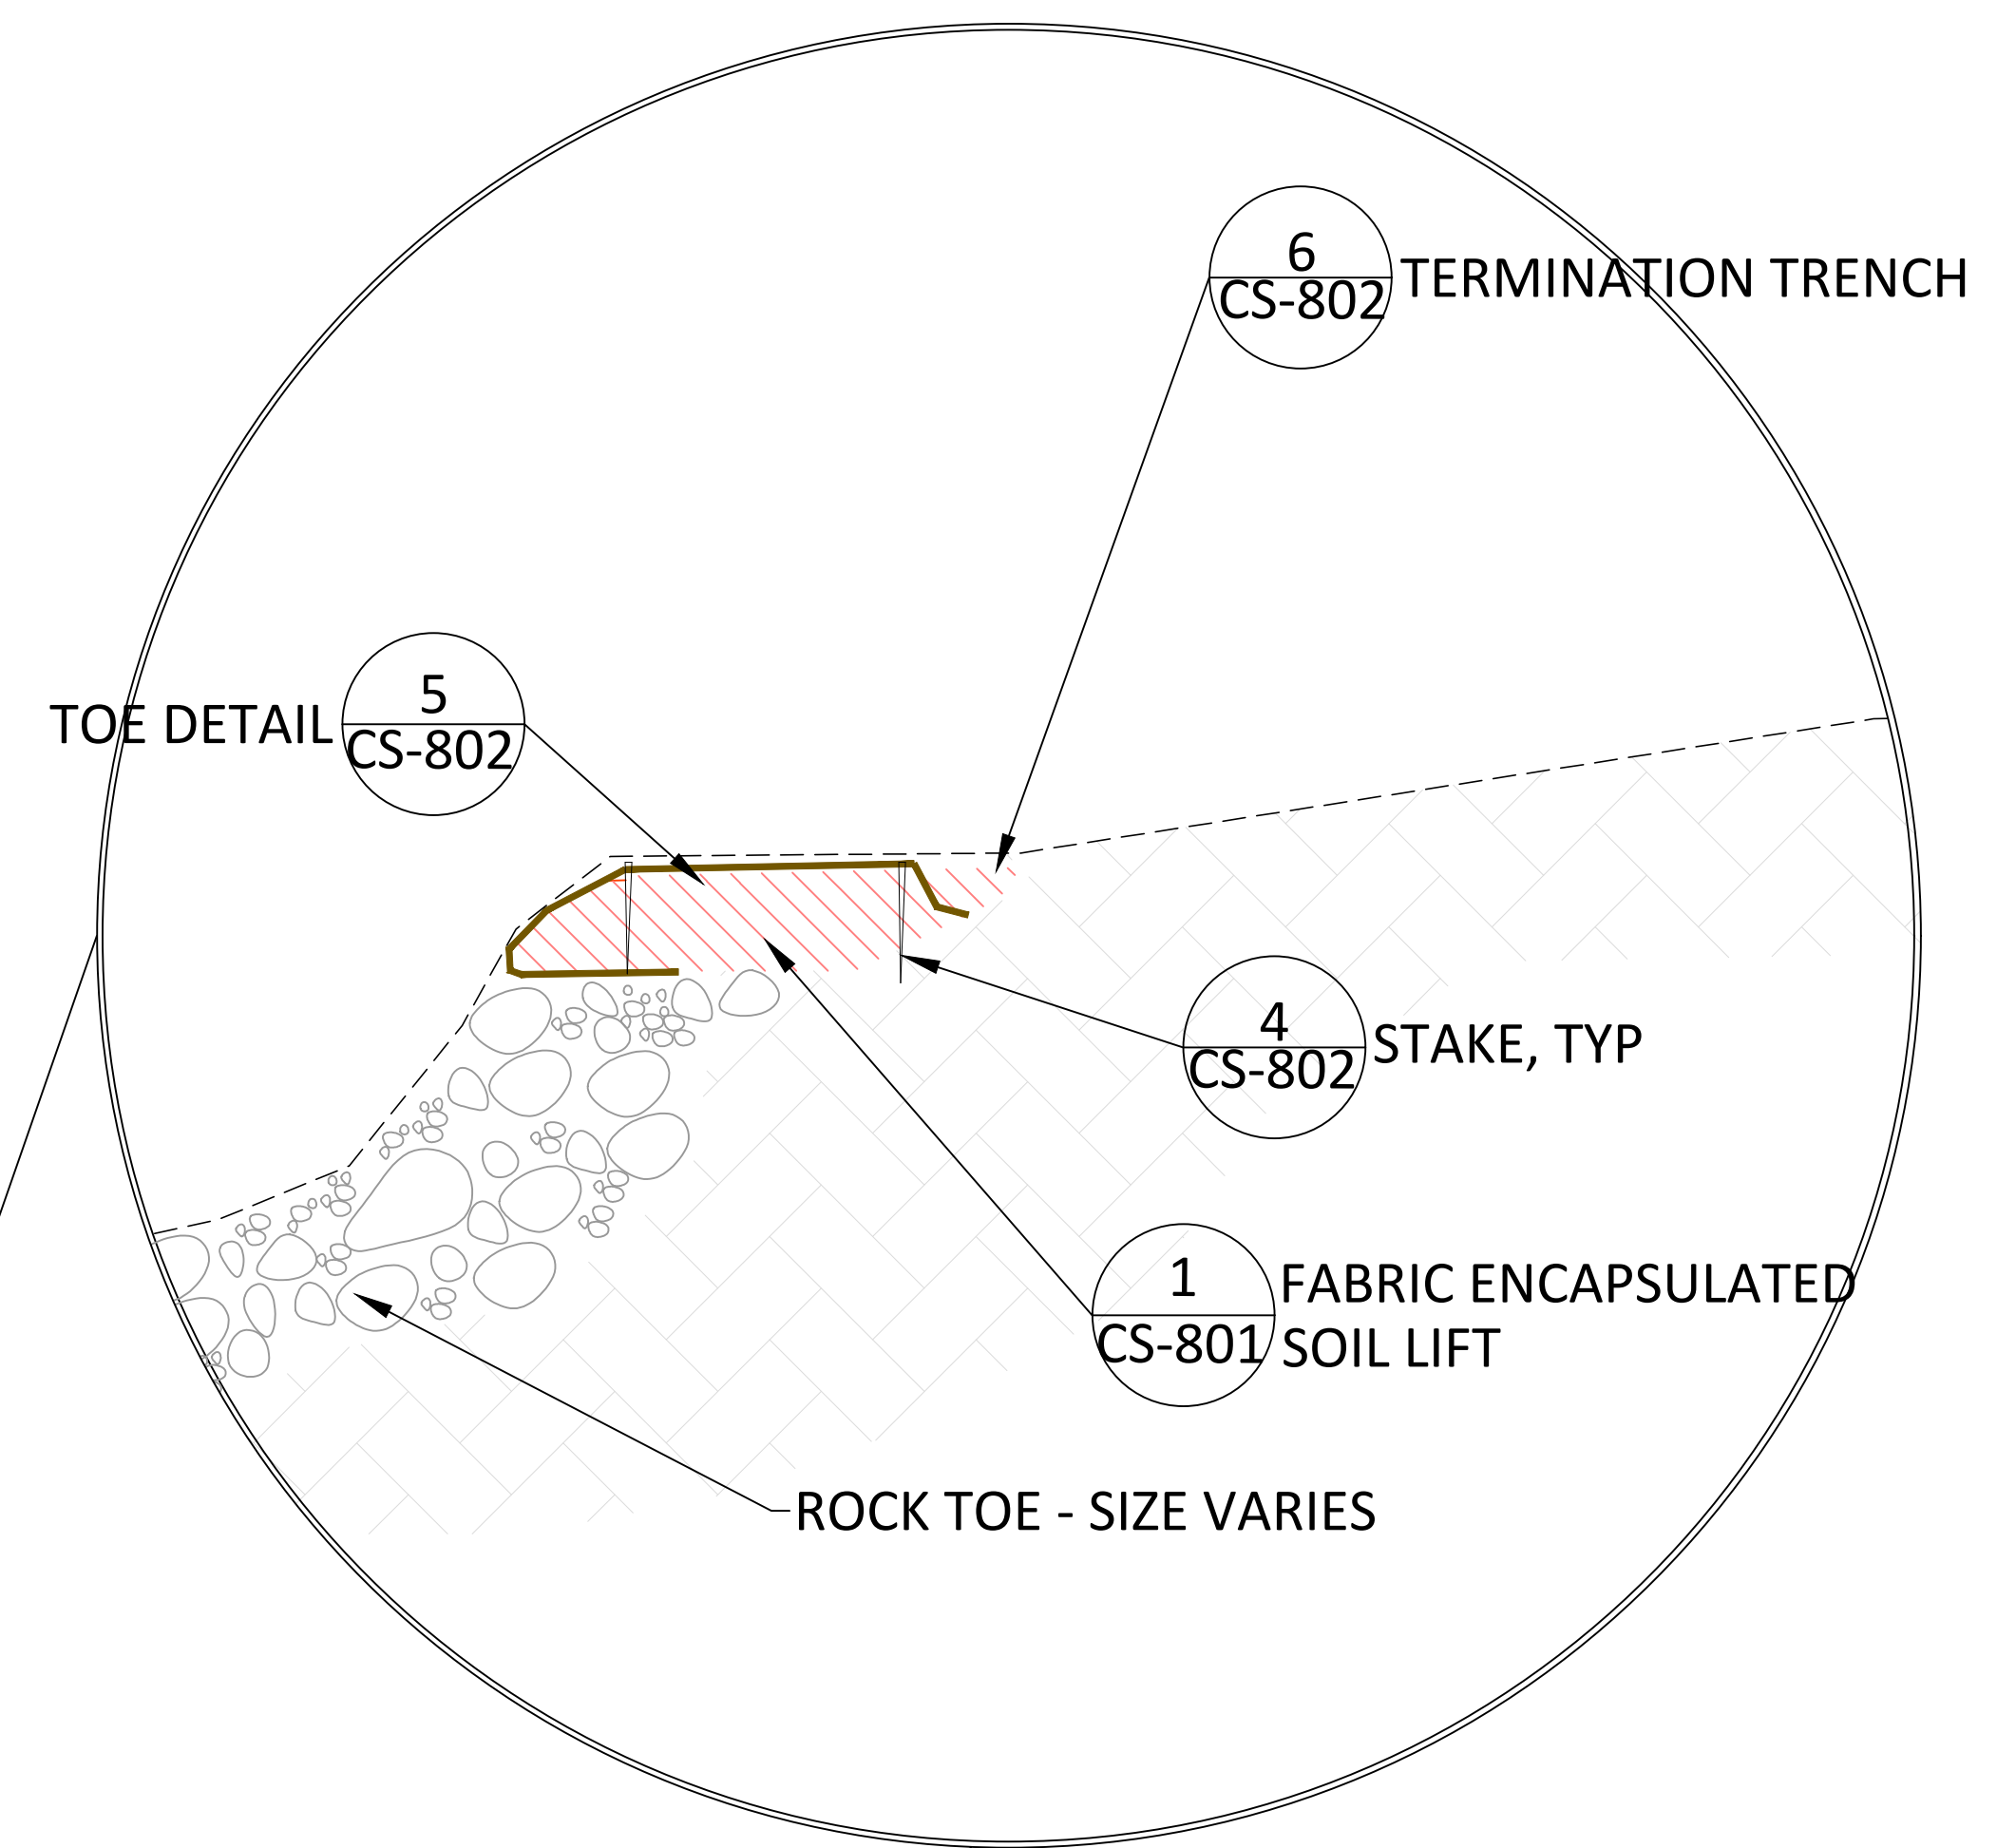 6
CS-802
TERMINATION TRENCH
TOE DETAIL
5
CS-802
4
CS-802
STAKE, TYP
1
CS-801
FABRIC ENCAPSULATED
SOIL LIFT
ROCK TOE - SIZE VARIES